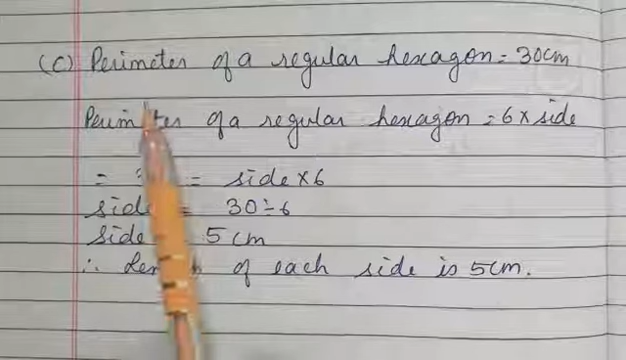 (c) Perimeter of a regular hexagon = 30cm
Perimeter of a regular hexagon = 6 x side
= = side x 6
side = 30 ÷ 6
side 5 cm
∴ of each side is 5cm.